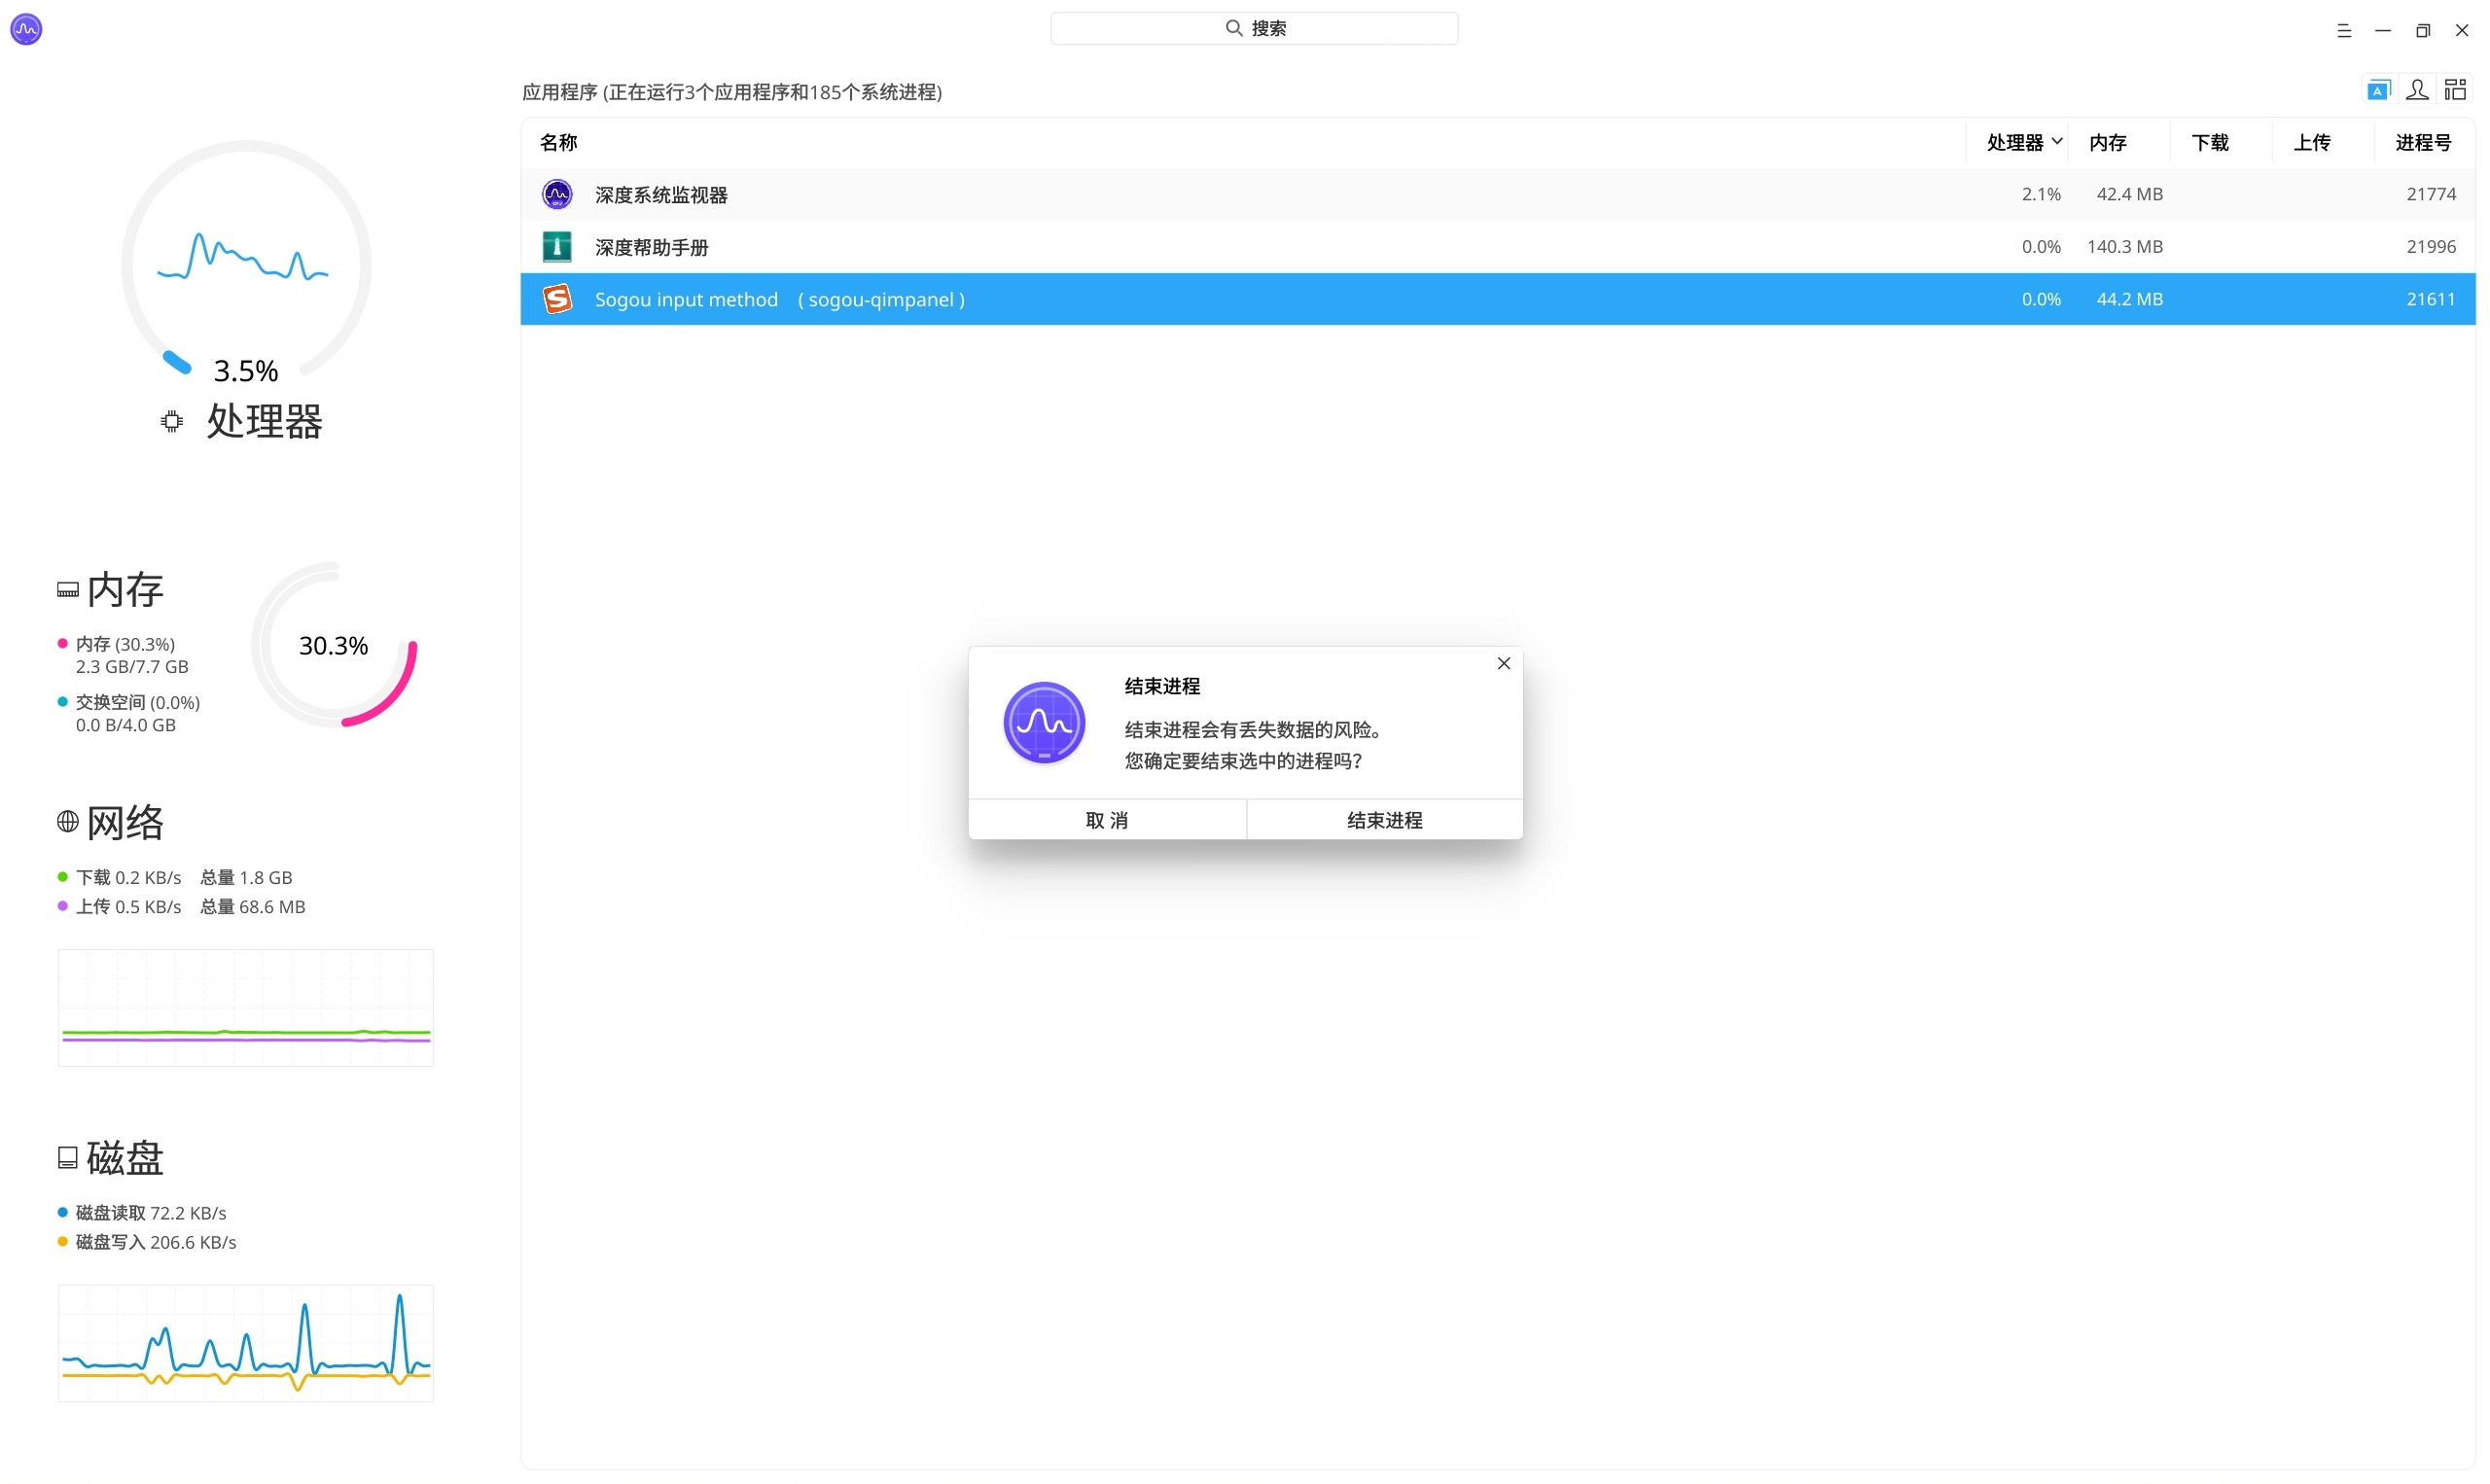 搜索
应用程序 (正在运行3个应用程序和185个系统进程)
名称 处理器 内存 下载 上传 进程号
深度系统监视器 2.1% 42.4 MB 21774
深度帮助手册 0.0% 140.3 MB 21996
Sogou input method ( sogou-qimpanel ) 0.0% 44.2 MB 21611
3.5%
处理器
内存
内存 (30.3%)
2.3 GB/7.7 GB
交换空间 (0.0%)
0.0 B/4.0 GB
30.3%
网络
下载 0.2 KB/s 总量 1.8 GB
上传 0.5 KB/s 总量 68.6 MB
磁盘
磁盘读取 72.2 KB/s
磁盘写入 206.6 KB/s
结束进程
结束进程会有丢失数据的风险。
您确定要结束选中的进程吗?
取 消 结束进程